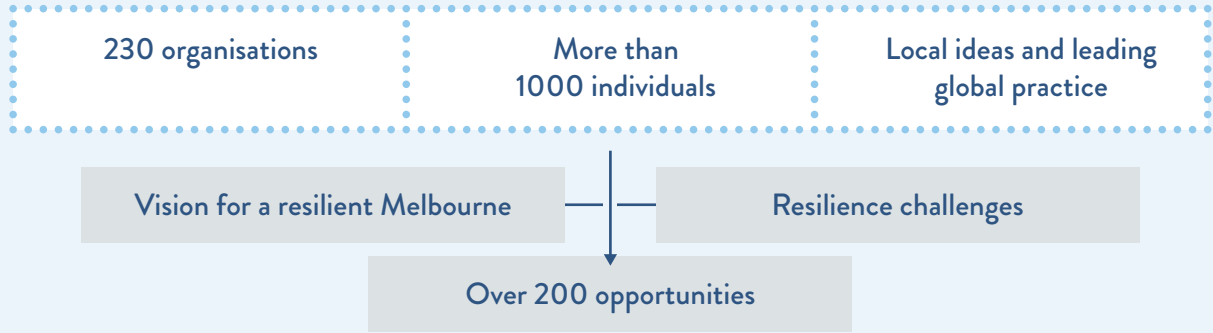 230 organisations
More than
1000 individuals
Local ideas and leading
global practice
Vision for a resilient Melbourne
Resilience challenges
Over 200 opportunities